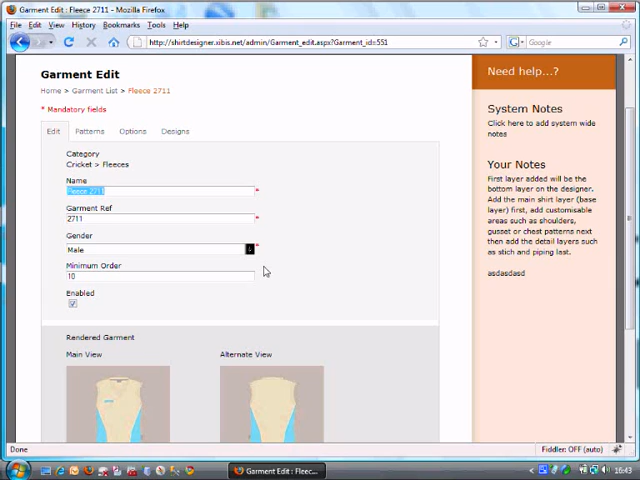 Garment Edit : Fleece 2711 - Mozilla Firefox
File Edit View History Bookmarks Tools Help
http://shirtdesigner.xibis.net/admin/Garment_edit.aspx?Garment_id=551
Google
Garment Edit
Home > Garment List > Fleece 2711
* Mandatory fields
Edit Patterns Options Designs
Category
Cricket > Fleeces
Name
Fleece 2711 *
Garment Ref
2711 *
Gender
Male *
Minimum Order
10
Enabled
Rendered Garment
Main View Alternate View
Need help...?
System Notes
Click here to add system wide
notes
Your Notes
First layer added will be the
bottom layer on the designer.
Add the main shirt layer (base
layer) first, add customisable
areas such as shoulders,
gusset or chest patterns next
then add the detail layers such
as stich and piping last.
asdasdasd
Done
Fiddler: OFF (auto)
Garment Edit : Fleec...
16:43